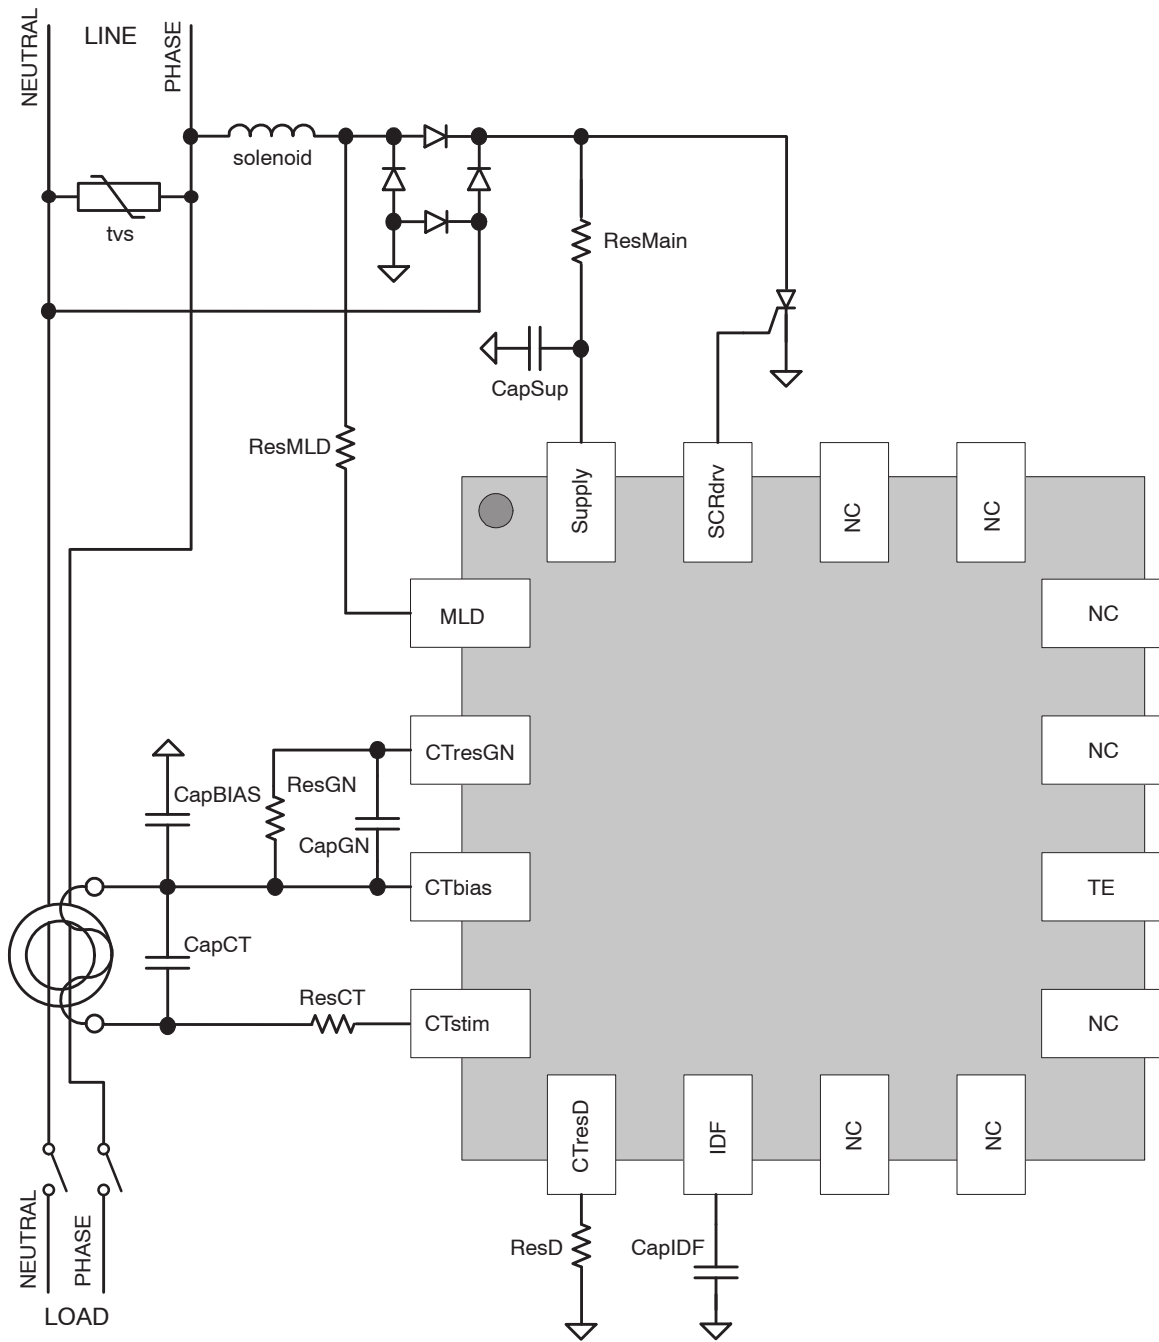 NEUTRAL
LINE
PHASE
solenoid
tvs
ResMain
CapSup
ResMLD
Supply
SCRdrv
NC
NC
MLD
NC
CTresGN
NC
ResGN
CapBIAS
CapGN
CTbias
TE
CapCT
ResCT
CTstim
NC
CTresD
IDF
NC
NC
NEUTRAL
PHASE
ResD
CapIDF
LOAD